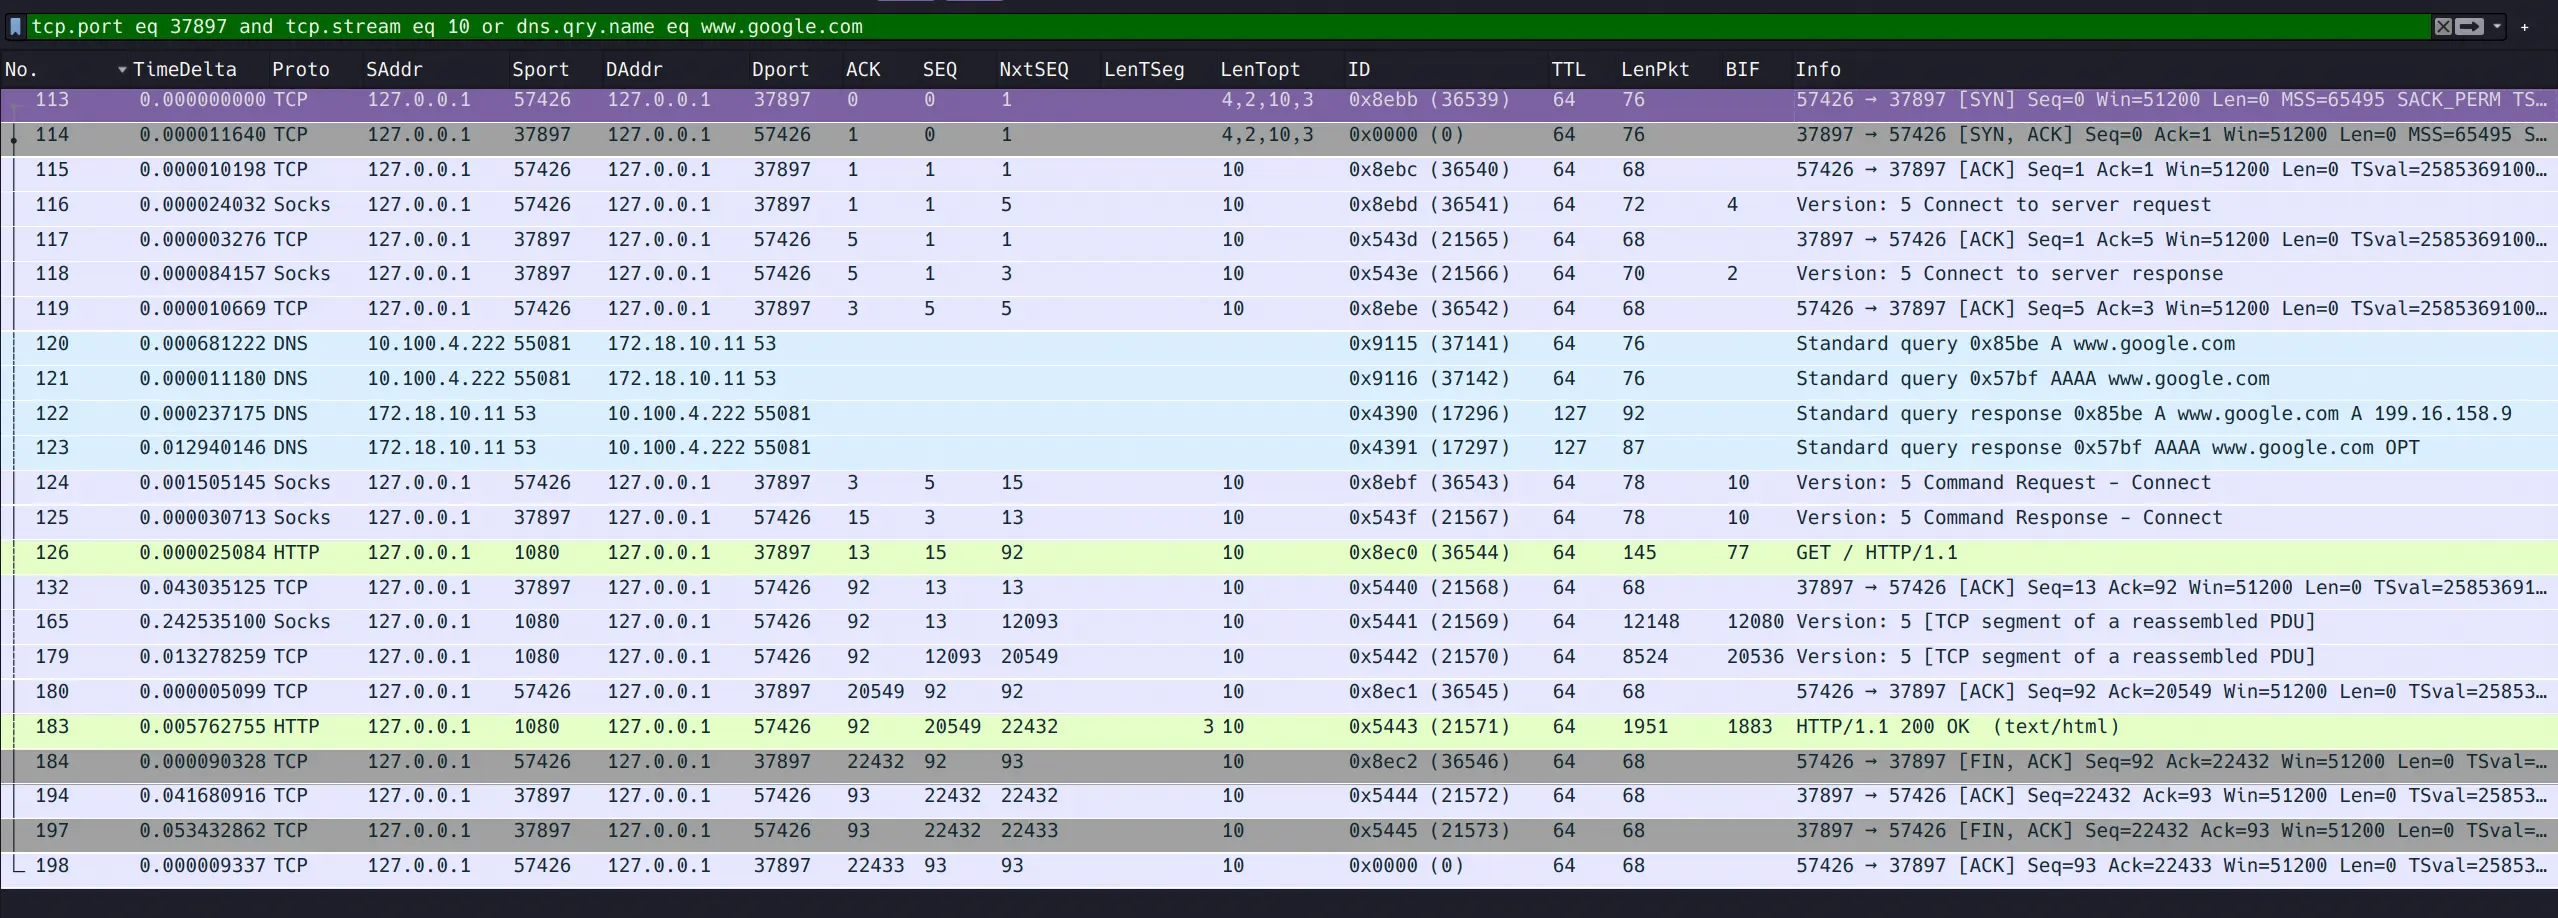 tcp.port eq 37897 and tcp.stream eq 10 or dns.qry.name eq www.google.com +
No. TimeDelta Proto SAddr Sport DAddr Dport ACK SEQ NxtSEQ LenTSeg LenTopt ID TTL LenPkt BIF Info
113 0.000000000 TCP 127.0.0.1 57426 127.0.0.1 37897 0 0 1 4,2,10,3 0x8ebb (36539) 64 76 57426 → 37897 [SYN] Seq=0 Win=51200 Len=0 MSS=65495 SACK_PERM TS…
114 0.000011640 TCP 127.0.0.1 37897 127.0.0.1 57426 1 0 1 4,2,10,3 0x0000 (0) 64 76 37897 → 57426 [SYN, ACK] Seq=0 Ack=1 Win=51200 Len=0 MSS=65495 S…
115 0.000010198 TCP 127.0.0.1 57426 127.0.0.1 37897 1 1 1 10 0x8ebc (36540) 64 68 57426 → 37897 [ACK] Seq=1 Ack=1 Win=51200 Len=0 TSval=2585369100…
116 0.000024032 Socks 127.0.0.1 57426 127.0.0.1 37897 1 1 5 10 0x8ebd (36541) 64 72 4 Version: 5 Connect to server request
117 0.000003276 TCP 127.0.0.1 37897 127.0.0.1 57426 5 1 1 10 0x543d (21565) 64 68 37897 → 57426 [ACK] Seq=1 Ack=5 Win=51200 Len=0 TSval=2585369100…
118 0.000084157 Socks 127.0.0.1 37897 127.0.0.1 57426 5 1 3 10 0x543e (21566) 64 70 2 Version: 5 Connect to server response
119 0.000010669 TCP 127.0.0.1 57426 127.0.0.1 37897 3 5 5 10 0x8ebe (36542) 64 68 57426 → 37897 [ACK] Seq=5 Ack=3 Win=51200 Len=0 TSval=2585369100…
120 0.000681222 DNS 10.100.4.222 55081 172.18.10.11 53 0x9115 (37141) 64 76 Standard query 0x85be A www.google.com
121 0.000011180 DNS 10.100.4.222 55081 172.18.10.11 53 0x9116 (37142) 64 76 Standard query 0x57bf AAAA www.google.com
122 0.000237175 DNS 172.18.10.11 53 10.100.4.222 55081 0x4390 (17296) 127 92 Standard query response 0x85be A www.google.com A 199.16.158.9
123 0.012940146 DNS 172.18.10.11 53 10.100.4.222 55081 0x4391 (17297) 127 87 Standard query response 0x57bf AAAA www.google.com OPT
124 0.001505145 Socks 127.0.0.1 57426 127.0.0.1 37897 3 5 15 10 0x8ebf (36543) 64 78 10 Version: 5 Command Request - Connect
125 0.000030713 Socks 127.0.0.1 37897 127.0.0.1 57426 15 3 13 10 0x543f (21567) 64 78 10 Version: 5 Command Response - Connect
126 0.000025084 HTTP 127.0.0.1 1080 127.0.0.1 37897 13 15 92 10 0x8ec0 (36544) 64 145 77 GET / HTTP/1.1
132 0.043035125 TCP 127.0.0.1 37897 127.0.0.1 57426 92 13 13 10 0x5440 (21568) 64 68 37897 → 57426 [ACK] Seq=13 Ack=92 Win=51200 Len=0 TSval=25853691…
165 0.242535100 Socks 127.0.0.1 1080 127.0.0.1 57426 92 13 12093 10 0x5441 (21569) 64 12148 12080 Version: 5 [TCP segment of a reassembled PDU]
179 0.013278259 TCP 127.0.0.1 1080 127.0.0.1 57426 92 12093 20549 10 0x5442 (21570) 64 8524 20536 Version: 5 [TCP segment of a reassembled PDU]
180 0.000005099 TCP 127.0.0.1 57426 127.0.0.1 37897 20549 92 92 10 0x8ec1 (36545) 64 68 57426 → 37897 [ACK] Seq=92 Ack=20549 Win=51200 Len=0 TSval=25853…
183 0.005762755 HTTP 127.0.0.1 1080 127.0.0.1 57426 92 20549 22432 3 10 0x5443 (21571) 64 1951 1883 HTTP/1.1 200 OK (text/html)
184 0.000090328 TCP 127.0.0.1 57426 127.0.0.1 37897 22432 92 93 10 0x8ec2 (36546) 64 68 57426 → 37897 [FIN, ACK] Seq=92 Ack=22432 Win=51200 Len=0 TSval=…
194 0.041680916 TCP 127.0.0.1 37897 127.0.0.1 57426 93 22432 22432 10 0x5444 (21572) 64 68 37897 → 57426 [ACK] Seq=22432 Ack=93 Win=51200 Len=0 TSval=25853…
197 0.053432862 TCP 127.0.0.1 37897 127.0.0.1 57426 93 22432 22433 10 0x5445 (21573) 64 68 37897 → 57426 [FIN, ACK] Seq=22432 Ack=93 Win=51200 Len=0 TSval=…
198 0.000009337 TCP 127.0.0.1 57426 127.0.0.1 37897 22433 93 93 10 0x0000 (0) 64 68 57426 → 37897 [ACK] Seq=93 Ack=22433 Win=51200 Len=0 TSval=25853…